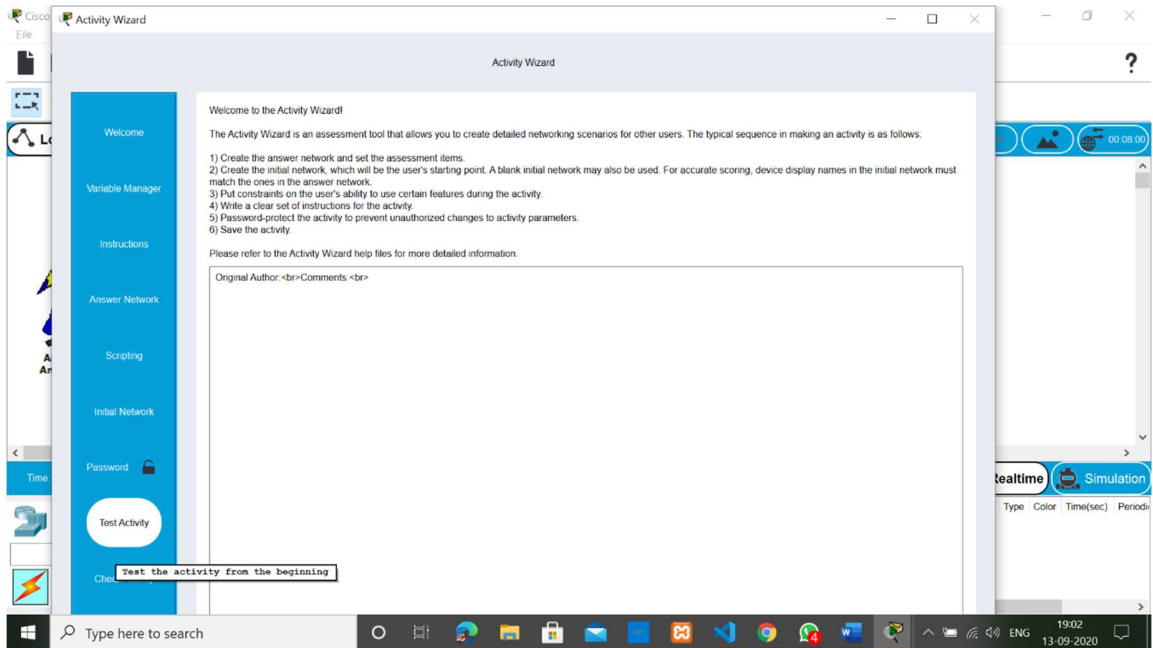 Cisco
Activity Wizard
File
Activity Wizard
?
Welcome
Variable Manager
Instructions
Answer Network
Scripting
Initial Network
Password
Test Activity
Test the activity from the beginning
Welcome to the Activity Wizard!
The Activity Wizard is an assessment tool that allows you to create detailed networking scenarios for other users. The typical sequence in making an activity is as follows:
1) Create the answer network and set the assessment items.
2) Create the initial network, which will be the user's starting point. A blank initial network may also be used. For accurate scoring, device display names in the initial network must
match the ones in the answer network.
3) Put constraints on the user's ability to use certain features during the activity.
4) Write a clear set of instructions for the activity.
5) Password-protect the activity to prevent unauthorized changes to activity parameters.
6) Save the activity.
Please refer to the Activity Wizard help files for more detailed information.
Original Author:<br>Comments:<br>
00:08:00
Time:
Realtime
Simulation
Type Color Time(sec) Periodi
Type here to search
4
ENG
19:02
13-09-2020